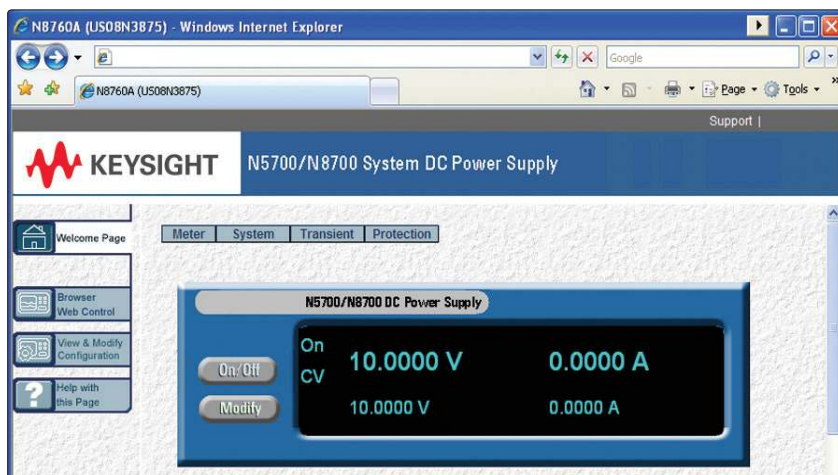 N8760A (US08N3875) - Windows Internet Explorer
Google
N8760A (US08N3875)
Page Tools »
Support |
KEYSIGHT N5700/N8700 System DC Power Supply
Welcome Page
Meter System Transient Protection
Browser
Web Control
View & Modify
Configuration
Help with
this Page
N5700/N8700 DC Power Supply
On/Off
Modify
On
CV
10.0000 V 0.0000 A
10.0000 V 0.0000 A